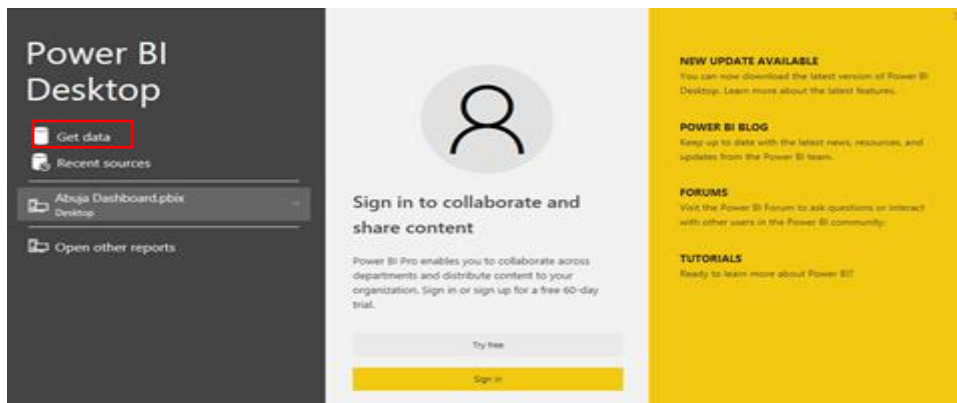 Power BI
Desktop
Get data
Recent sources
Abuja Dashboard.pbix
Desktop
Open other reports
Sign in to collaborate and
share content
Power BI Pro enables you to collaborate across
departments and distribute content to your
organization. Sign in or sign up for a free 60-day
trial.
Try free
Sign in
NEW UPDATE AVAILABLE
You can now download the latest version of Power BI
Desktop. Learn more about the latest features.
POWER BI BLOG
Keep up to date with the latest news, resources, and
updates from the Power BI team.
FORUMS
Visit the Power BI Forum to ask questions or interact
with other users in the Power BI community.
TUTORIALS
Ready to learn more about Power BI?